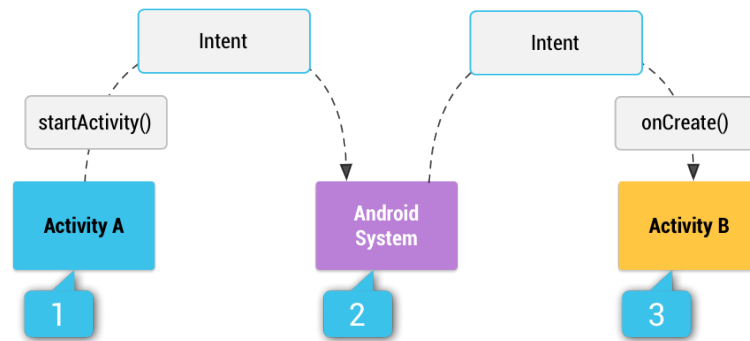 Intent
Intent
startActivity()
onCreate()
Activity A
Android
System
Activity B
1
2
3